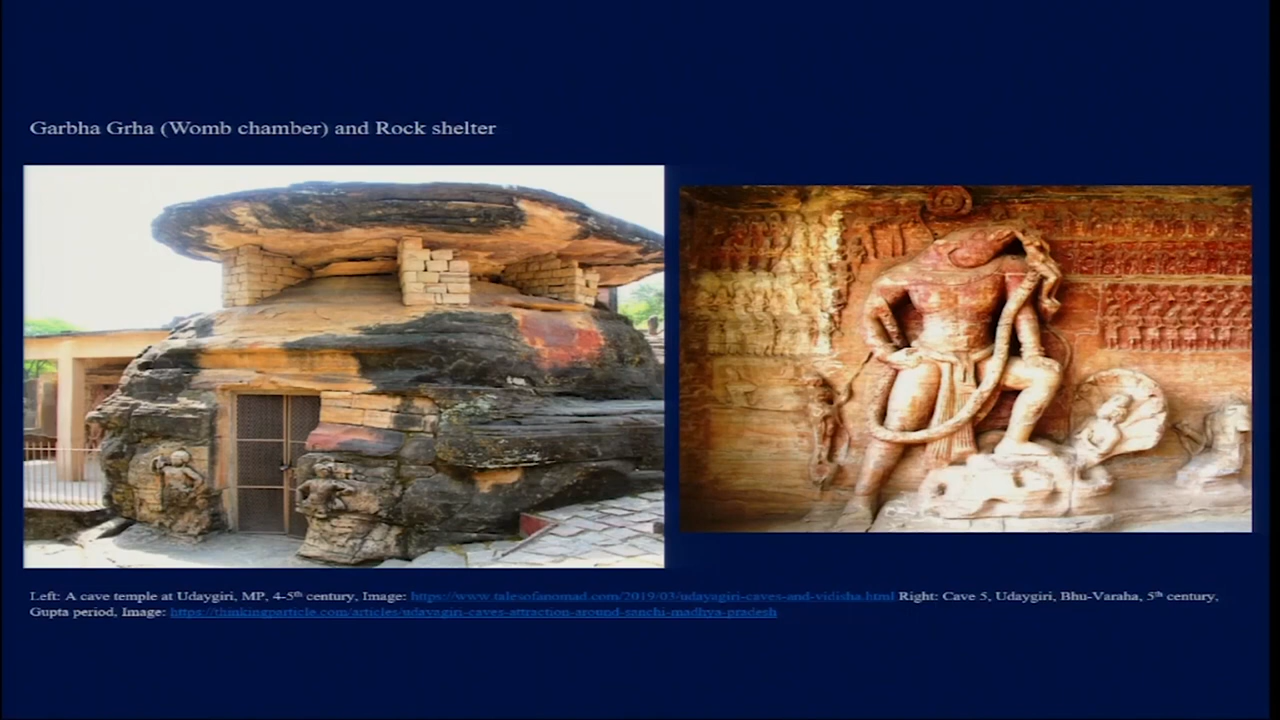 Garbha Grha (Womb chamber) and Rock shelter
Left: A cave temple at Udaygiri, MP, 4-5th century, Image: https://www.talesofanomad.com/2019/03/udayagiri-caves-and-vidisha.html Right: Cave 5, Udaygiri, Bhu-Varaha, 5th century,
Gupta period, Image: https://thinkingparticle.com/articles/udayagiri-caves-attraction-around-sanchi-madhya-pradesh